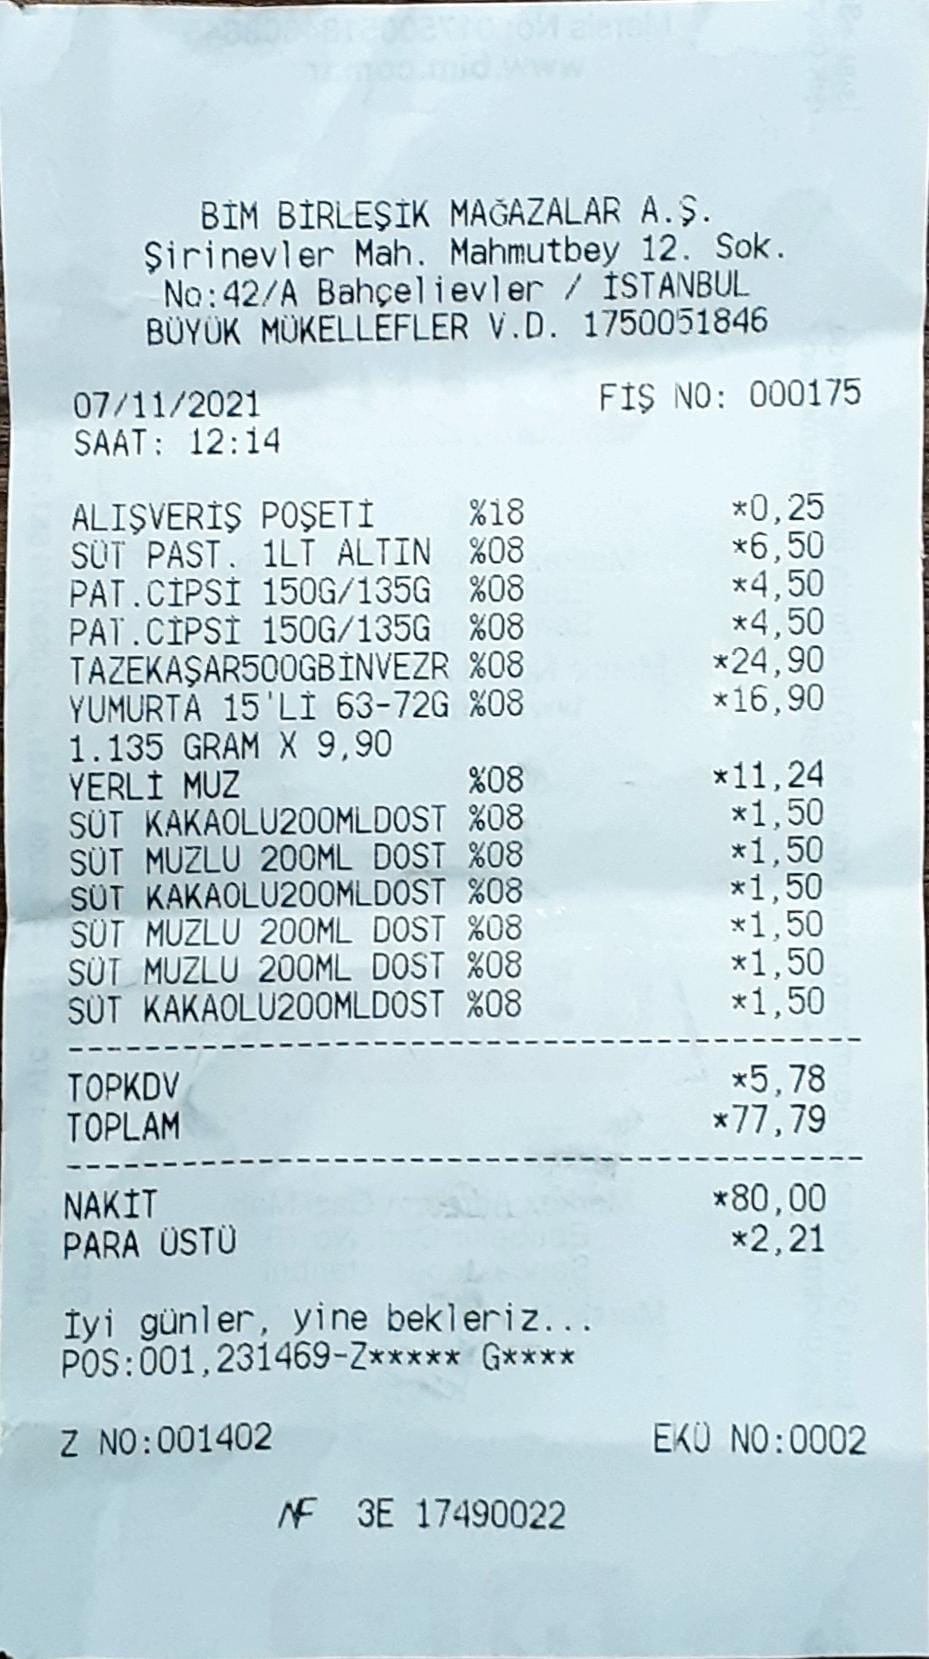 BİM BİRLEŞİK MAĞAZALAR A.Ş.
Şirinevler Mah. Mahmutbey 12. Sok.
No:42/A Bahçelievler / İSTANBUL
BÜYÜK MÜKELLEFLER V.D. 1750051846
07/11/2021 FİŞ NO: 000175
SAAT: 12:14
ALIŞVERİŞ POŞETİ %18 *0,25
SÜT PAST. 1LT ALTIN %08 *6,50
PAT.CİPSİ 150G/135G %08 *4,50
PAT.CİPSİ 150G/135G %08 *4,50
TAZEKAŞAR500GBİNVEZR %08 *24,90
YUMURTA 15'Lİ 63-72G %08 *16,90
1.135 GRAM X 9,90
YERLİ MUZ %08 *11,24
SÜT KAKAOLU200MLDOST %08 *1,50
SÜT MUZLU 200ML DOST %08 *1,50
SÜT KAKAOLU200MLDOST %08 *1,50
SÜT MUZLU 200ML DOST %08 *1,50
SÜT MUZLU 200ML DOST %08 *1,50
SÜT KAKAOLU200MLDOST %08 *1,50
TOPKDV *5,78
TOPLAM *77,79
NAKİT *80,00
PARA ÜSTÜ *2,21
İyi günler, yine bekleriz...
POS:001,231469-Z***** G****
Z NO:001402 EKÜ NO:0002
NF 3E 17490022